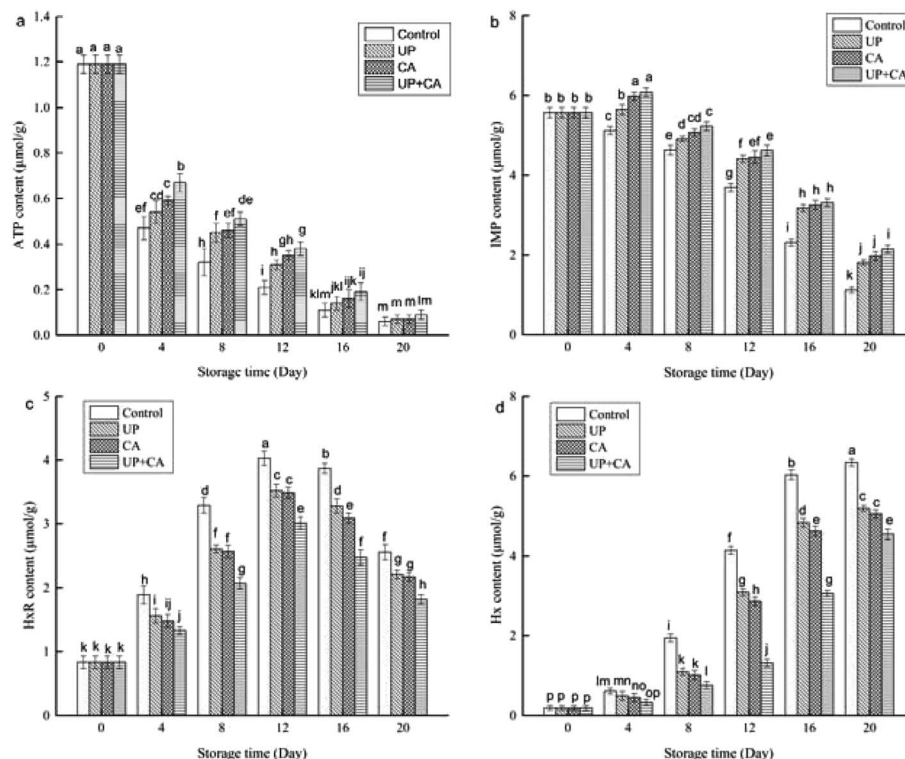 a
Control
UP
CA
UP+CA
ATP content (μmol/g)
1.4
1.2
1.0
0.8
0.6
0.4
0.2
0.0
a a a a
ef cd c b
h f ef de
i h gh g
klm jkl ijk ij
m m m lm
0 4 8 12 16 20
Storage time (Day)
b
Control
UP
CA
UP+CA
IMP content (μmol/g)
8
6
4
2
0
b b b b
c b a a
e d cd c
g f ef e
i h h h
k j j i
0 4 8 12 16 20
Storage time (Day)
c
Control
UP
CA
UP+CA
HxR content (μmol/g)
5
4
3
2
1
0
k k k k
h i ij j
d f f g
a c c e
b d e f
f g g h
0 4 8 12 16 20
Storage time (Day)
d
Control
UP
CA
UP+CA
Hx content (μmol/g)
8
6
4
2
0
p p p p
lm mn no op
i k k l
f g h j
b d e g
a c c e
0 4 8 12 16 20
Storage time (Day)